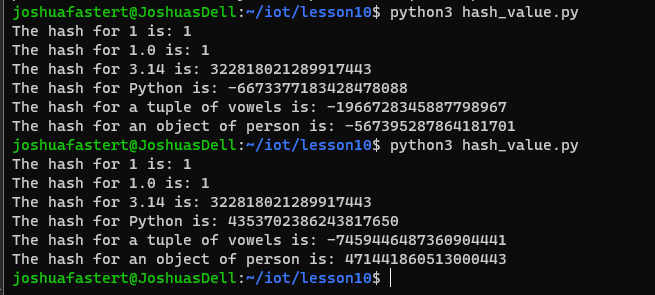 joshuafastert@JoshuasDell:~/iot/lesson10$ python3 hash_value.py
The hash for 1 is: 1
The hash for 1.0 is: 1
The hash for 3.14 is: 322818021289917443
The hash for Python is: -6673377183428478088
The hash for a tuple of vowels is: -1966728345887798967
The hash for an object of person is: -567395287864181701
joshuafastert@JoshuasDell:~/iot/lesson10$ python3 hash_value.py
The hash for 1 is: 1
The hash for 1.0 is: 1
The hash for 3.14 is: 322818021289917443
The hash for Python is: 4353702386243817650
The hash for a tuple of vowels is: -7459446487360904441
The hash for an object of person is: 471441860513000443
joshuafastert@JoshuasDell:~/iot/lesson10$